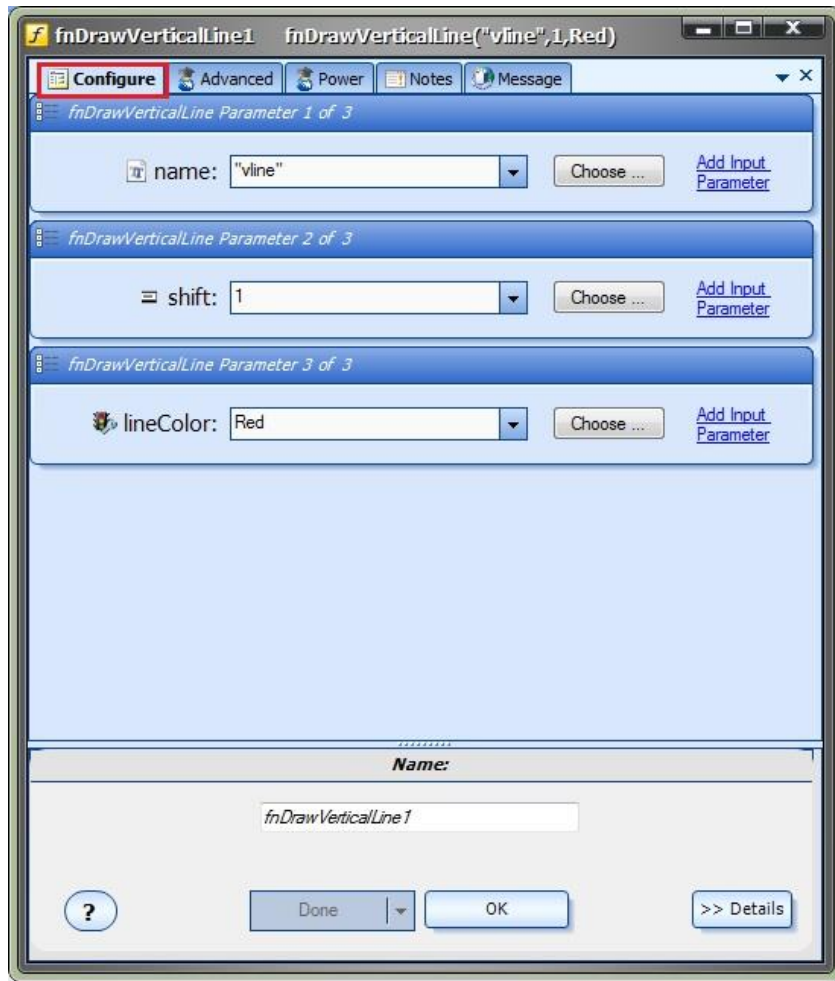 fnDrawVerticalLine1 fnDrawVerticalLine("vline",1,Red)
Configure Advanced Power Notes Message
fnDrawVerticalLine Parameter 1 of 3
name: "vline" Choose ... Add Input
Parameter
fnDrawVerticalLine Parameter 2 of 3
shift: 1 Choose ... Add Input
Parameter
fnDrawVerticalLine Parameter 3 of 3
lineColor: Red Choose ... Add Input
Parameter
Name:
fnDrawVerticalLine1
? Done OK >> Details